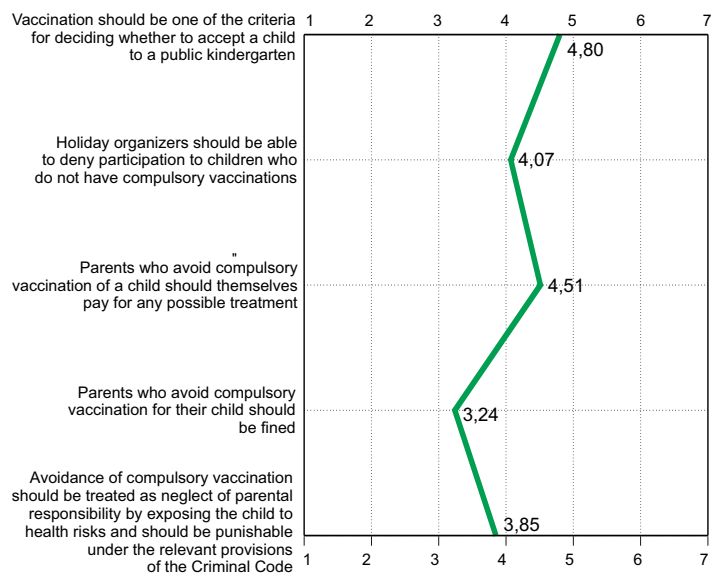 Vaccination should be one of the criteria
for deciding whether to accept a child
to a public kindergarten
1 2 3 4 5 6 7
4,80
Holiday organizers should be able
to deny participation to children who
do not have compulsory vaccinations
4,07
"
Parents who avoid compulsory
vaccination of a child should themselves
pay for any possible treatment
4,51
Parents who avoid compulsory
vaccination for their child should
be fined
3,24
Avoidance of compulsory vaccination
should be treated as neglect of parental
responsibility by exposing the child to
health risks and should be punishable
under the relevant provisions
of the Criminal Code
3,85
1 2 3 4 5 6 7